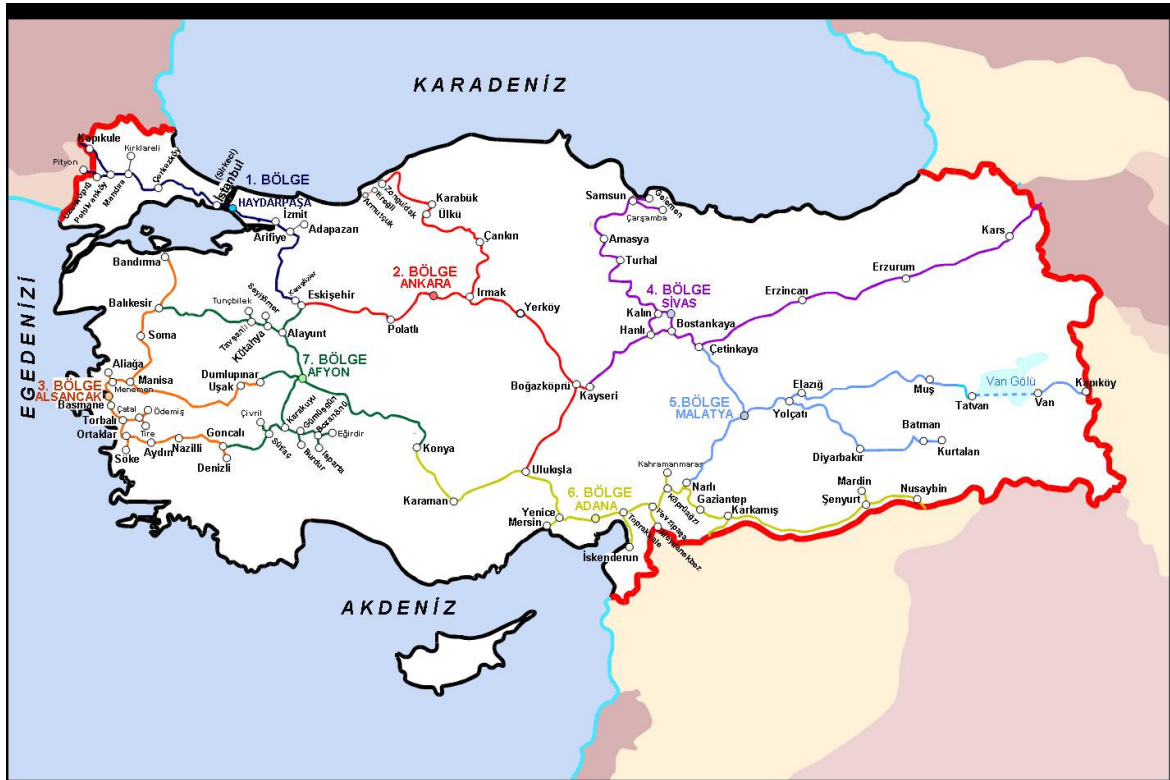 KARADENİZ
Kapıkule
Kırklareli
Pityon
Pehlivanköy
Mandıra
Çerkezköy
(Sirkeci)
İstanbul
1. BÖLGE
HAYDARPAŞA
İzmit
Adapazarı
Arifiye
Bandırma
EGEDENİZİ
Balıkesir
Tunçbilek
Seyitömer
Tavşanlı
Kütahya
Alayunt
Eskişehir
Zonguldak
Ereğli
Armutçuk
Karabük
Ülkü
Çankırı
2. BÖLGE
ANKARA
Irmak
Polatlı
Yerköy
Samsun
Gelemen
Çarşamba
Amasya
Turhal
4. BÖLGE
SİVAS
Kalın
Hanlı
Bostankaya
Çetinkaya
Erzincan
Erzurum
Kars
Soma
Aliağa
Menemen
Manisa
3. BÖLGE
ALSANCAK
Basmane
Çatal
Ödemiş
Torbalı
Tire
Ortaklar
Söke
Aydın
Nazilli
Goncalı
Denizli
Dumlupınar
Uşak
7. BÖLGE
AFYON
Çivril
Sütlaç
Karakuyu
Gümüşgün
Bozanönü
Burdur
Isparta
Eğirdir
Konya
Karaman
Boğazköprü
Kayseri
Ulukışla
Yenice
Mersin
6. BÖLGE
ADANA
Toprakkale
İskenderun
Fevzipaşa
Meydanekbez
Köprüağzı
Kahramanmaraş
Narlı
Gaziantep
Karkamış
5.BÖLGE
MALATYA
Elazığ
Yolçatı
Muş
Tatvan
Van Gölü
Van
Kapıköy
Diyarbakır
Batman
Kurtalan
Mardin
Şenyurt
Nusaybin
AKDENİZ